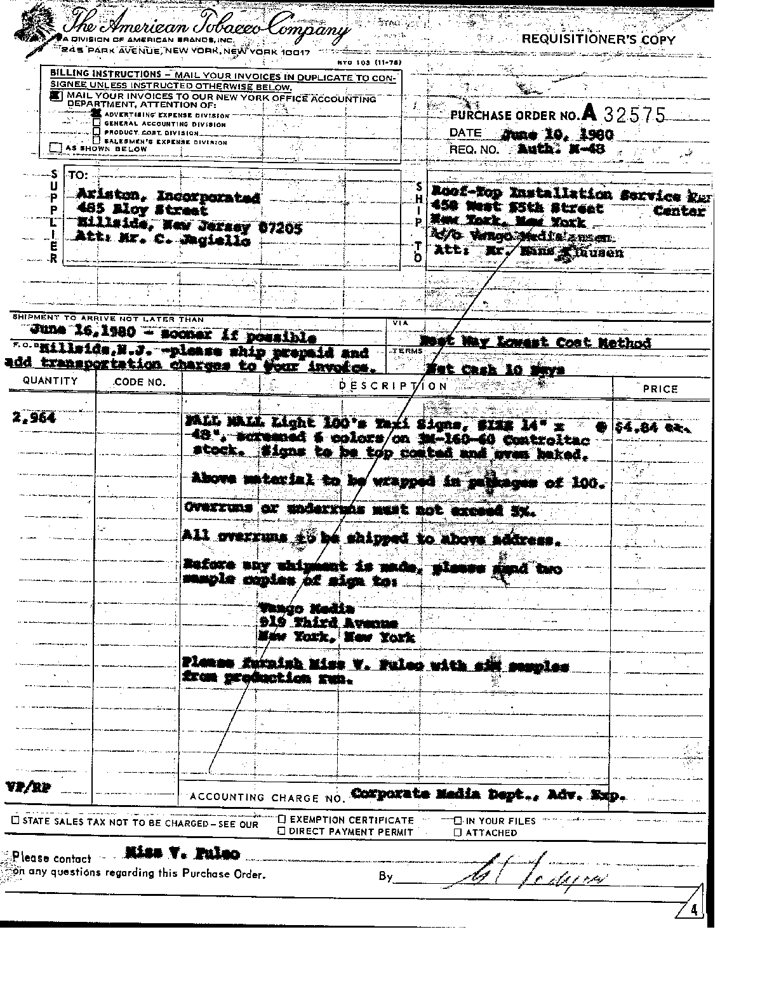 The American Tobacco Company
REQUISITIONER'S COPY
A DIVISION OF AMERICAN BRANDS, INC.
245 PARK AVENUE, NEW YORK, NEW YORK 10017
NYO 103 (11-78)
BILLING INSTRUCTIONS – MAIL YOUR INVOICES IN DUPLICATE TO CON-
SIGNEE UNLESS INSTRUCTED OTHERWISE BELOW.
MAIL YOUR INVOICES TO OUR NEW YORK OFFICE ACCOUNTING
DEPARTMENT, ATTENTION OF:
ADVERTISING EXPENSE DIVISION
GENERAL ACCOUNTING DIVISION
PRODUCT COST DIVISION
SALESMEN'S EXPENSE DIVISION
AS SHOWN BELOW
PURCHASE ORDER NO. A 32575
DATE June 10, 1980
REQ. NO. Auth. M-48
SUPPLIER
TO:
Ariston, Incorporated
485 Bloy Street
Hillside, New Jersey 07205
Att: Mr. C. Jagiello
SHIP TO
Roof-Top Installation Service
458 West 55th Street Center
New York, New York
c/o Vango Media
Att: Mr. Hans Klausen
SHIPMENT TO ARRIVE NOT LATER THAN
June 16, 1980 – sooner if possible
VIA
Best Way Lowest Cost Method
F.O.B. Hillside, N.J. –please ship prepaid and
add transportation charges to your invoice.
TERMS
Net Cash 10 Days
QUANTITY CODE NO. DESCRIPTION PRICE
2,964 PALL MALL Light 100's Taxi Signs, SIZE 14" x @ $4.84 ea.
48", screened 6 colors on 3M-160-60 Controltac
stock. Signs to be top coated and oven baked.
Above material to be wrapped in packages of 100.
Overruns or underruns must not exceed 5%.
All overruns to be shipped to above address.
Before any shipment is made, please send two
sample copies of sign to:
Vango Media
919 Third Avenue
New York, New York
Please furnish Miss V. Puleo with six samples
from production run.
VP/RP
ACCOUNTING CHARGE NO. Corporate Media Dept., Adv. Exp.
STATE SALES TAX NOT TO BE CHARGED – SEE OUR
EXEMPTION CERTIFICATE
DIRECT PAYMENT PERMIT
IN YOUR FILES
ATTACHED
Please contact Miss V. Puleo
on any questions regarding this Purchase Order.
By
4